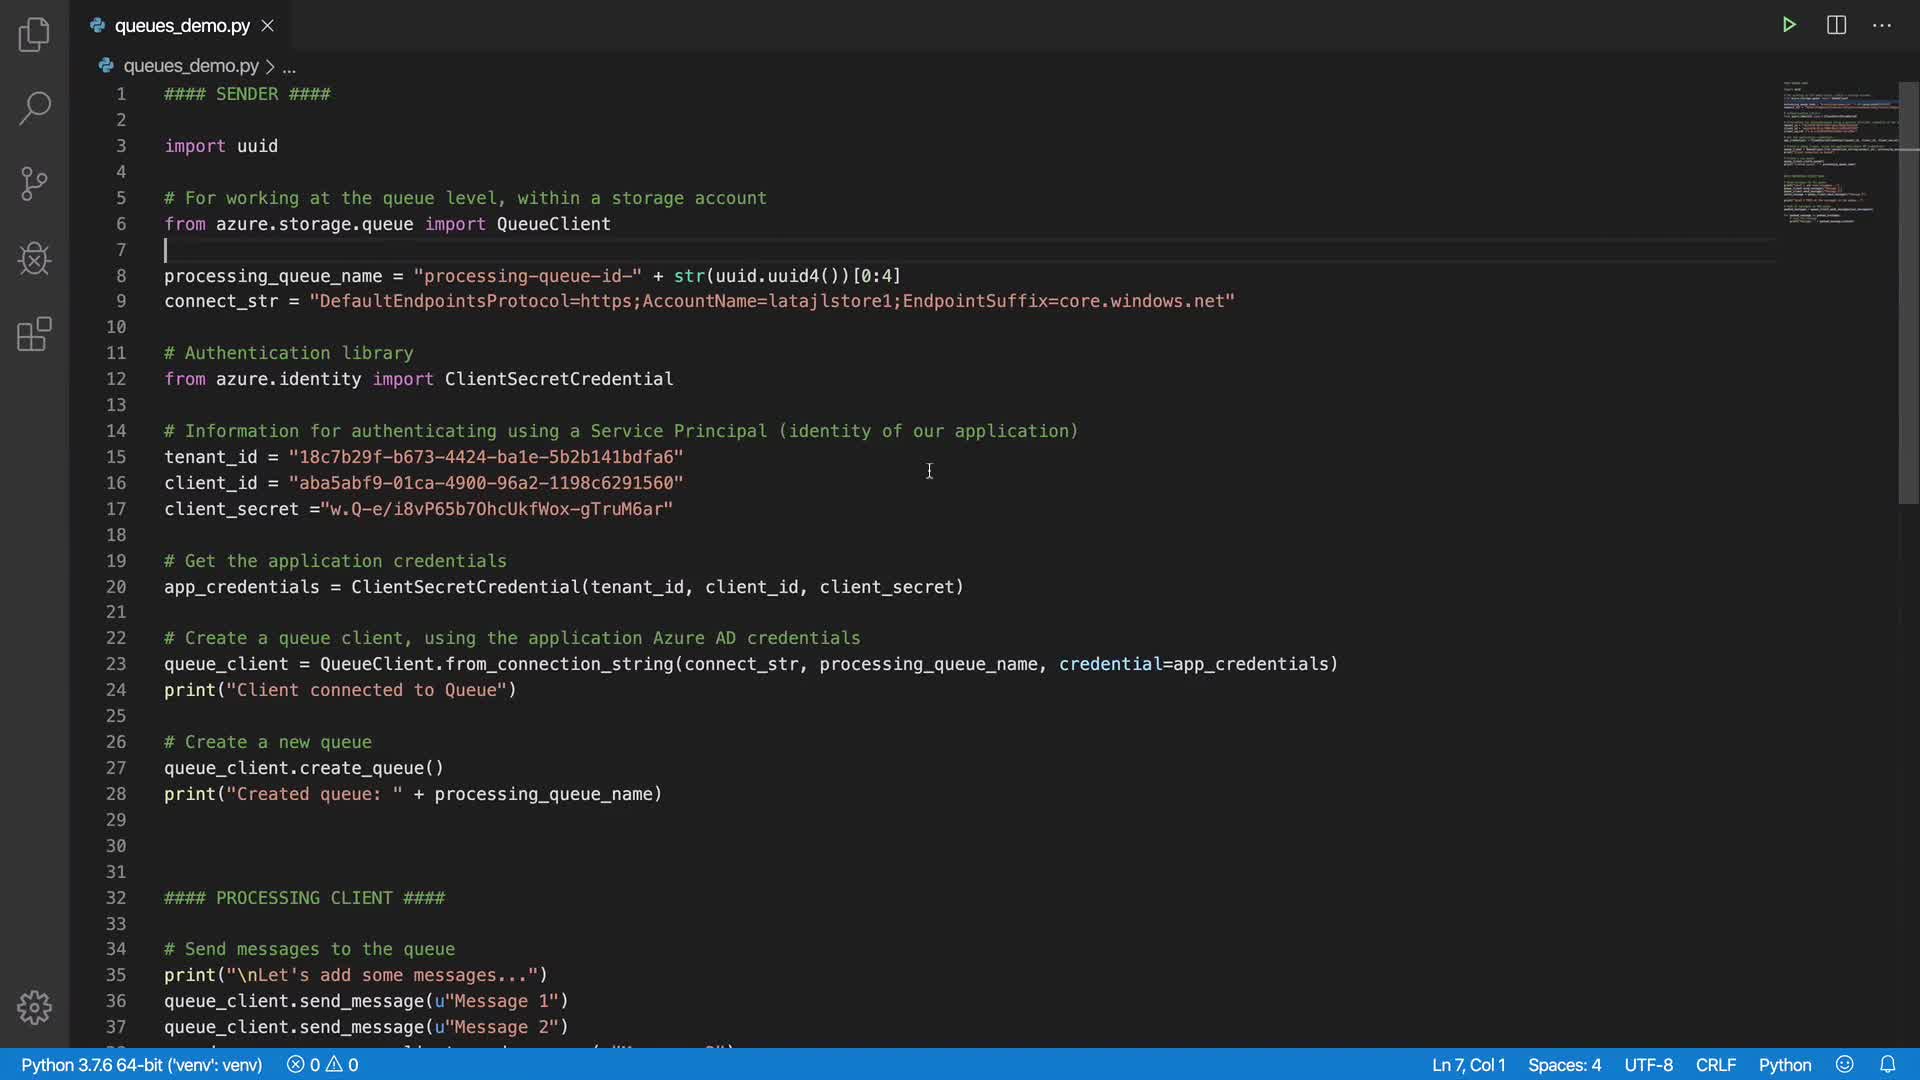 queues_demo.py
queues_demo.py > ...
1 #### SENDER ####
2
3 import uuid
4
5 # For working at the queue level, within a storage account
6 from azure.storage.queue import QueueClient
7
8 processing_queue_name = "processing-queue-id-" + str(uuid.uuid4())[0:4]
9 connect_str = "DefaultEndpointsProtocol=https;AccountName=latajlstore1;EndpointSuffix=core.windows.net"
10
11 # Authentication library
12 from azure.identity import ClientSecretCredential
13
14 # Information for authenticating using a Service Principal (identity of our application)
15 tenant_id = "18c7b29f-b673-4424-ba1e-5b2b141bdfa6"
16 client_id = "aba5abf9-01ca-4900-96a2-1198c6291560"
17 client_secret ="w.Q-e/i8vP65b7OhcUkfWox-gTruM6ar"
18
19 # Get the application credentials
20 app_credentials = ClientSecretCredential(tenant_id, client_id, client_secret)
21
22 # Create a queue client, using the application Azure AD credentials
23 queue_client = QueueClient.from_connection_string(connect_str, processing_queue_name, credential=app_credentials)
24 print("Client connected to Queue")
25
26 # Create a new queue
27 queue_client.create_queue()
28 print("Created queue: " + processing_queue_name)
29
30
31
32 #### PROCESSING CLIENT ####
33
34 # Send messages to the queue
35 print("\nLet's add some messages...")
36 queue_client.send_message(u"Message 1")
37 queue_client.send_message(u"Message 2")
Python 3.7.6 64-bit ('venv': venv) 0 0 Ln 7, Col 1 Spaces: 4 UTF-8 CRLF Python